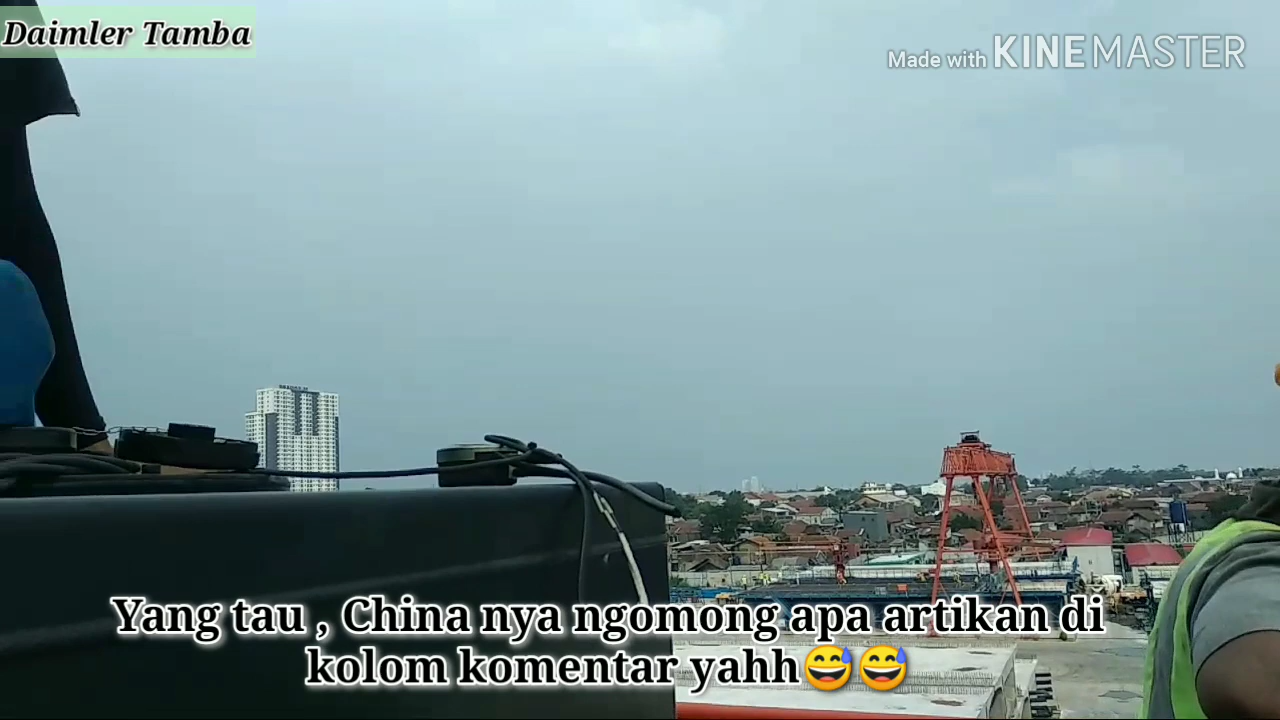 Daimler Tamba
Made with KINEMASTER
Yang tau , China nya ngomong apa artikan di
kolom komentar yahh😅😅